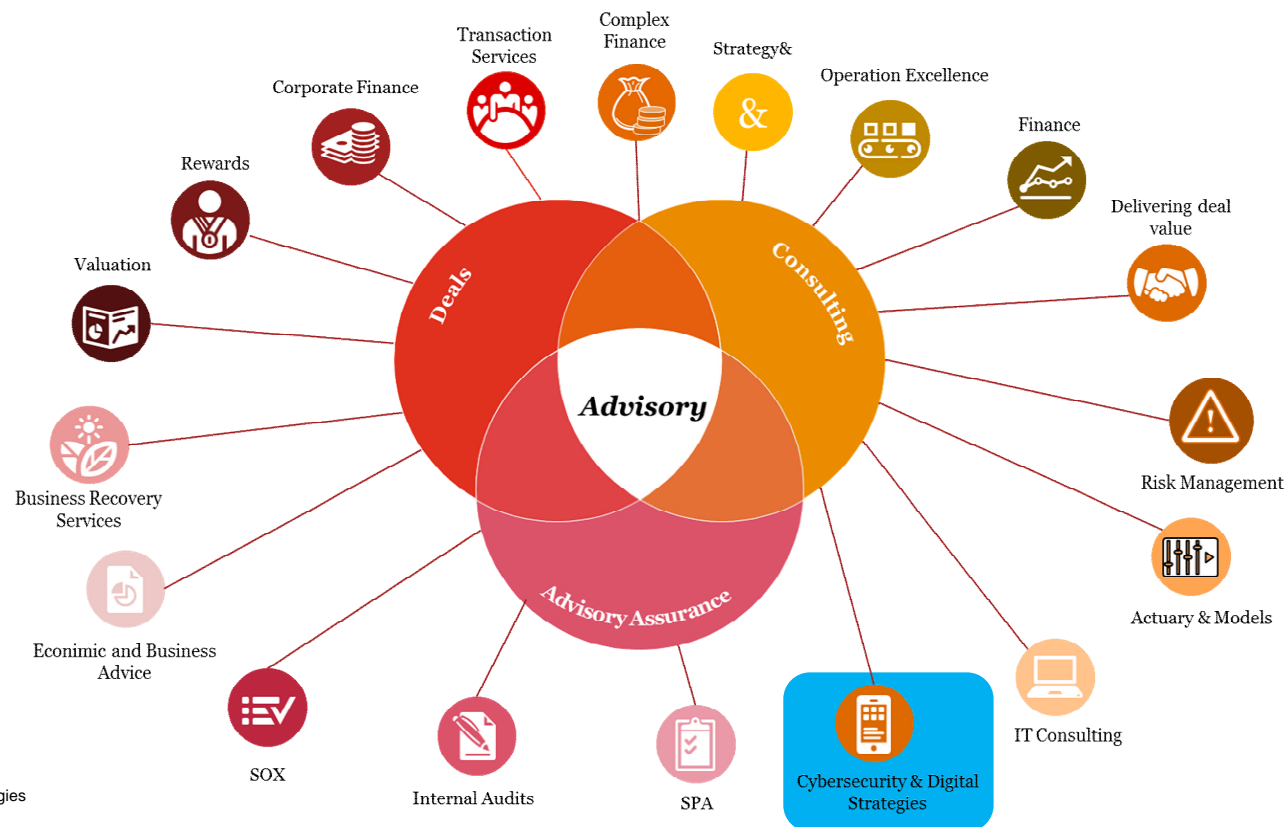 Complex
Finance
Transaction
Services
Strategy&
Corporate Finance
Operation Excellence
&
Finance
Rewards
Delivering deal
value
Valuation
Deals
Consulting
Advisory
Business Recovery
Services
Risk Management
!
Advisory Assurance
Actuary & Models
Econimic and Business
Advice
SOX
Internal Audits
SPA
Cybersecurity & Digital
Strategies
IT Consulting
gies